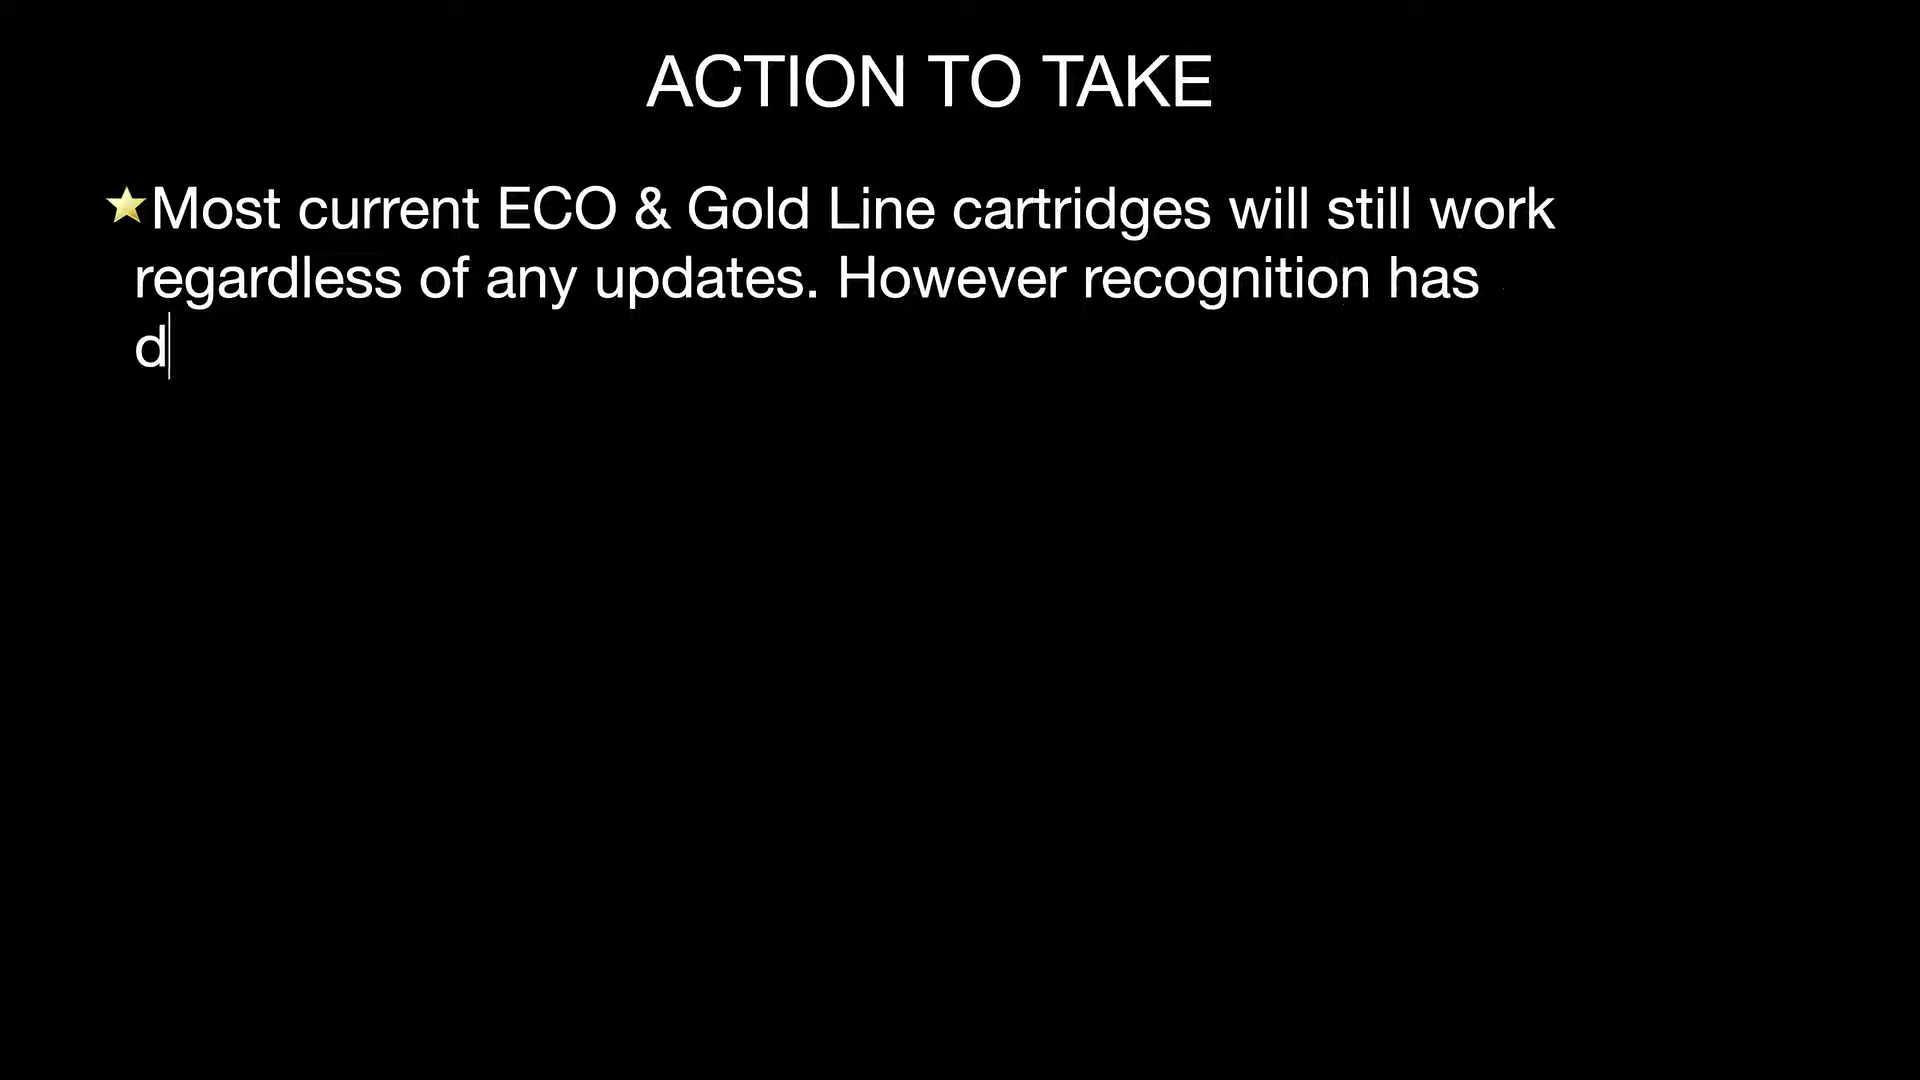 ACTION TO TAKE
⭐Most current ECO & Gold Line cartridges will still work
regardless of any updates. However recognition has
d